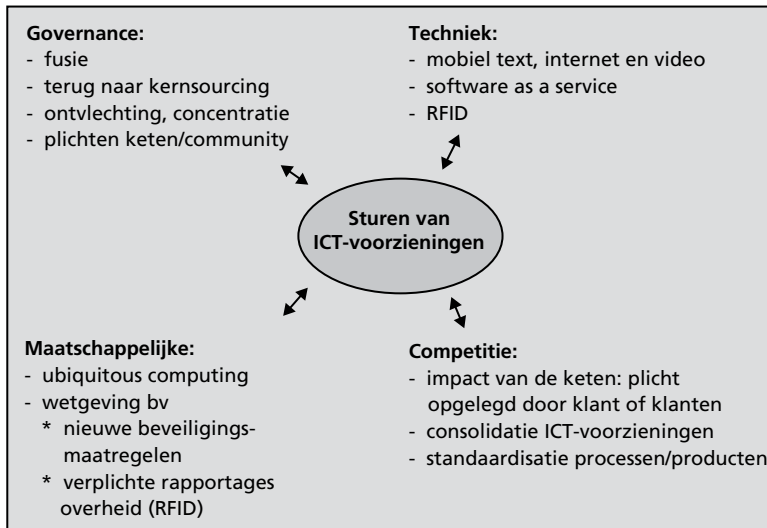 Governance:
- fusie
- terug naar kernsourcing
- ontvlechting, concentratie
- plichten keten/community
Techniek:
- mobiel text, internet en video
- software as a service
- RFID
Sturen van
ICT-voorzieningen
Maatschappelijke:
- ubiquitous computing
- wetgeving bv
* nieuwe beveiligings-
maatregelen
* verplichte rapportages
overheid (RFID)
Competitie:
- impact van de keten: plicht
opgelegd door klant of klanten
- consolidatie ICT-voorzieningen
- standaardisatie processen/producten